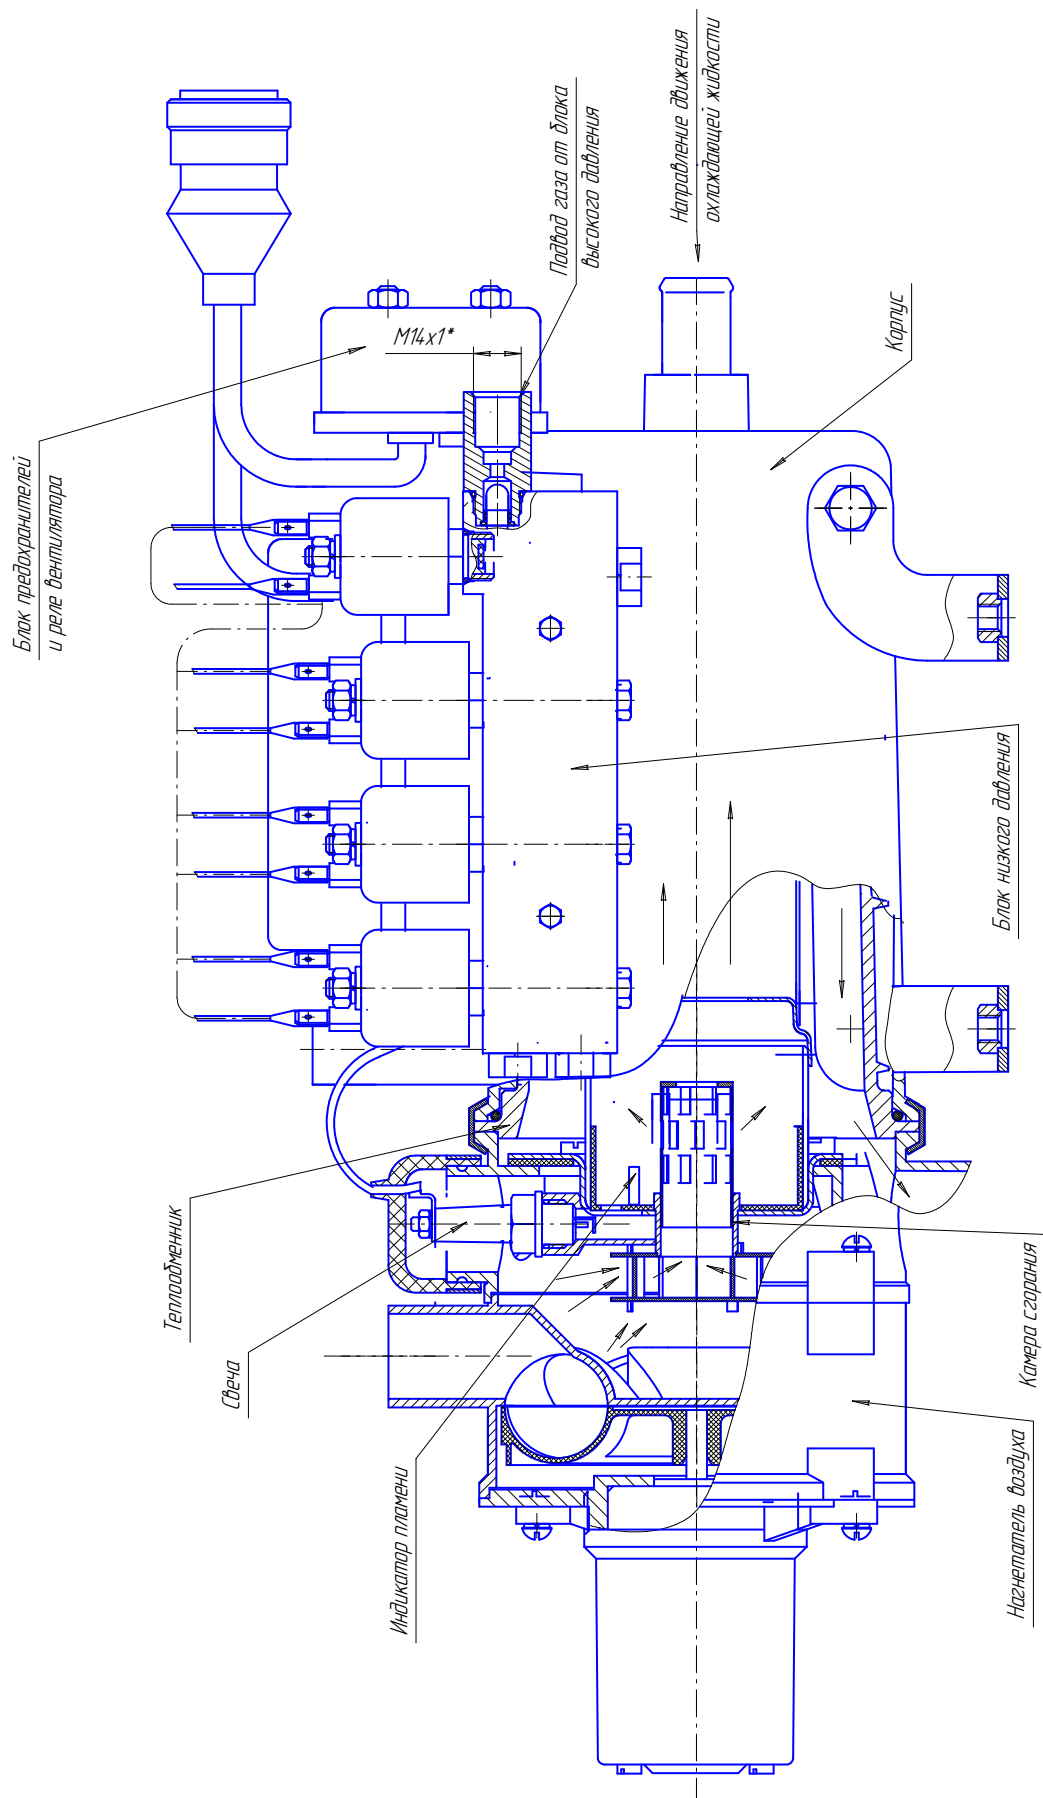 Блок предохранителей
и реле вентилятора
М14х1*
Подвод газа от блока
высокого давления
Направление движения
охлаждающей жидкости
Корпус
Блок низкого давления
Теплообменник
Свеча
Индикатор пламени
Камера сгорания
Нагнетатель воздуха